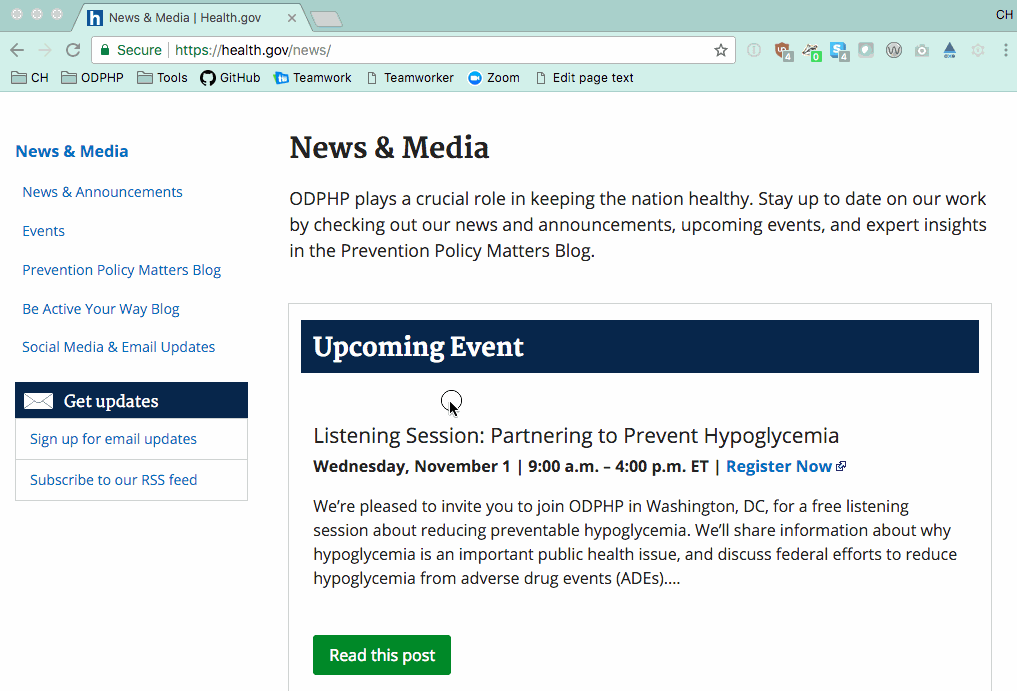 News & Media | Health.gov
CH
Secure
https://health.gov/news/
4
0
4
CH
ODPHP
Tools
GitHub
Teamwork
Teamworker
Zoom
Edit page text
News & Media
News & Announcements
Events
Prevention Policy Matters Blog
Be Active Your Way Blog
Social Media & Email Updates
Get updates
Sign up for email updates
Subscribe to our RSS feed
News & Media
ODPHP plays a crucial role in keeping the nation healthy. Stay up to date on our work
by checking out our news and announcements, upcoming events, and expert insights
in the Prevention Policy Matters Blog.
Upcoming Event
Listening Session: Partnering to Prevent Hypoglycemia
Wednesday, November 1 | 9:00 a.m. – 4:00 p.m. ET | Register Now
We’re pleased to invite you to join ODPHP in Washington, DC, for a free listening
session about reducing preventable hypoglycemia. We’ll share information about why
hypoglycemia is an important public health issue, and discuss federal efforts to reduce
hypoglycemia from adverse drug events (ADEs)....
Read this post